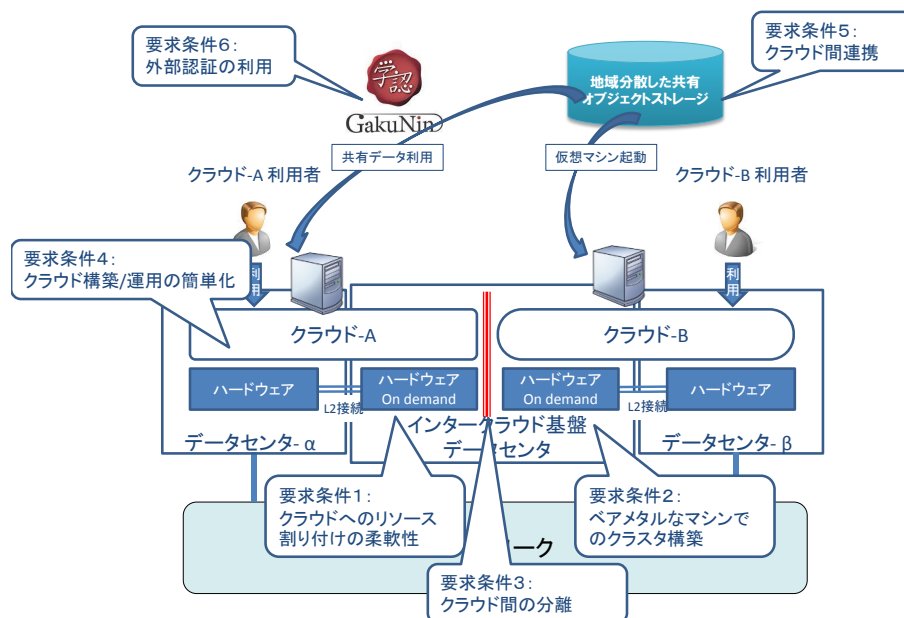 要求条件6:
外部認証の利用
学認
GakuNin
地域分散した共有
オブジェクトストレージ
要求条件5:
クラウド間連携
共有データ利用
仮想マシン起動
クラウド-A 利用者
クラウド-B 利用者
要求条件4:
クラウド構築/運用の簡単化
利用
利用
クラウド-A
クラウド-B
ハードウェア
L2接続
ハードウェア
On demand
ハードウェア
On demand
L2接続
ハードウェア
データセンタ- α
インタークラウド基盤
データセンタ
データセンタ- β
要求条件1:
クラウドへのリソース
割り付けの柔軟性
要求条件2:
ベアメタルなマシンで
のクラスタ構築
ーク
要求条件3:
クラウド間の分離